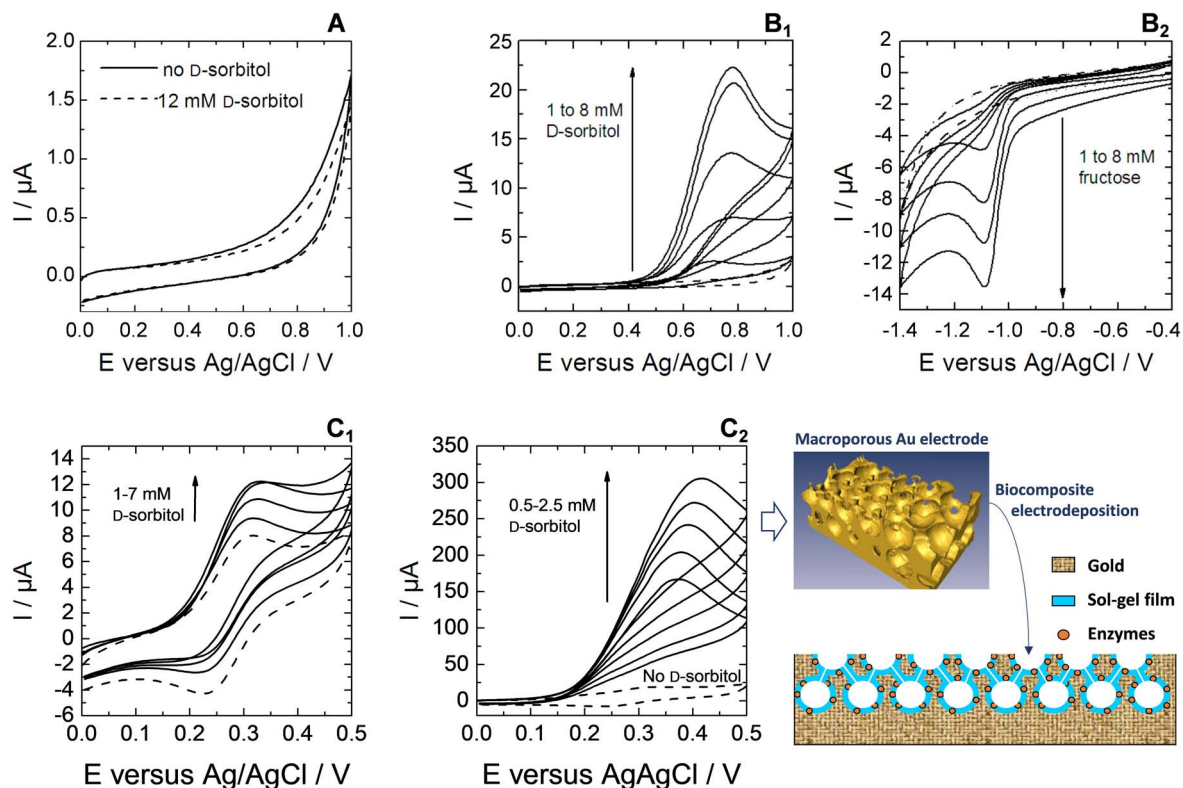 A
2.0
1.5
1.0
0.5
0.0
I / µA
no D-sorbitol
12 mM D-sorbitol
0.0 0.2 0.4 0.6 0.8 1.0
E versus Ag/AgCl / V
B1
25
20
15
10
5
0
I / µA
1 to 8 mM
D-sorbitol
0.0 0.2 0.4 0.6 0.8 1.0
E versus Ag/AgCl / V
B2
2
0
-2
-4
-6
-8
-10
-12
-14
I / µA
1 to 8 mM
fructose
-1.4 -1.2 -1.0 -0.8 -0.6 -0.4
E versus Ag/AgCl / V
C1
14
12
10
8
6
4
2
0
-2
-4
-6
I / µA
1-7 mM
D-sorbitol
0.0 0.1 0.2 0.3 0.4 0.5
E versus Ag/AgCl / V
C2
350
300
250
200
150
100
50
0
I / µA
0.5-2.5 mM
D-sorbitol
No D-sorbitol
0.0 0.1 0.2 0.3 0.4 0.5
E versus AgAgCl / V
Macroporous Au electrode
Biocomposite
electrodeposition
Gold
Sol-gel film
Enzymes